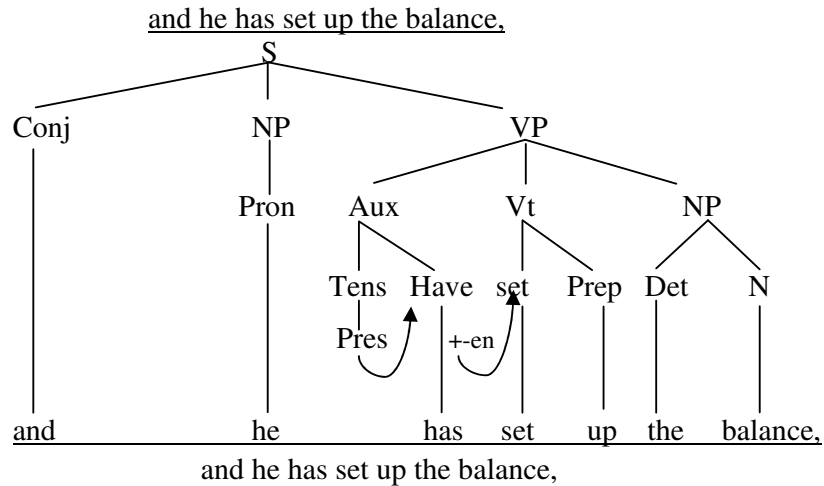 and he has set up the balance,
S
Conj NP VP
Pron Aux Vt NP
Tens Have set Prep Det N
Pres +-en
and he has set up the balance,
and he has set up the balance,